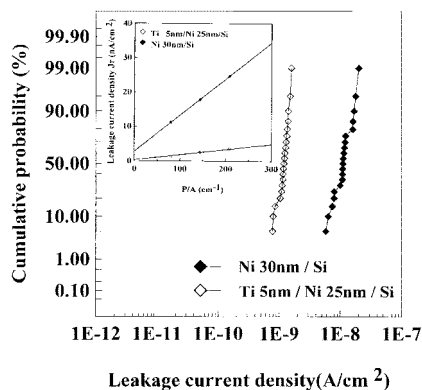 Cumulative probability (%)
99.90
99.00
90.00
50.00
10.00
1.00
0.10
Leakage current density Jr (nA/cm²)
40
30
20
10
0
Ti 5nm/Ni 25nm/Si
Ni 30nm/Si
0 100 200 300
P/A (cm⁻¹)
Ni 30nm / Si
Ti 5nm / Ni 25nm / Si
1E-12 1E-11 1E-10 1E-9 1E-8 1E-7
Leakage current density(A/cm ²)